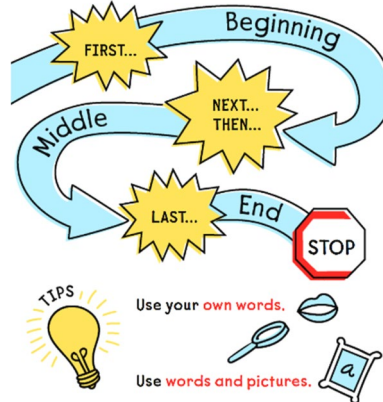 Beginning
FIRST...
NEXT...
THEN...
Middle
LAST...
End
STOP
TIPS
Use your own words.
a
Use words and pictures.